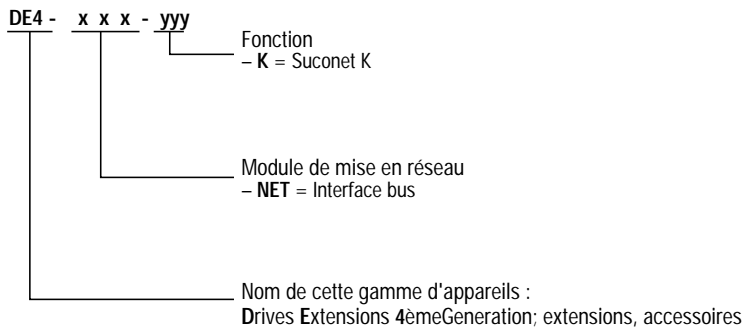 DE4 - x x x - yyy
Fonction
– K = Suconet K
Module de mise en réseau
– NET = Interface bus
Nom de cette gamme d'appareils :
Drives Extensions 4èmeGeneration; extensions, accessoires